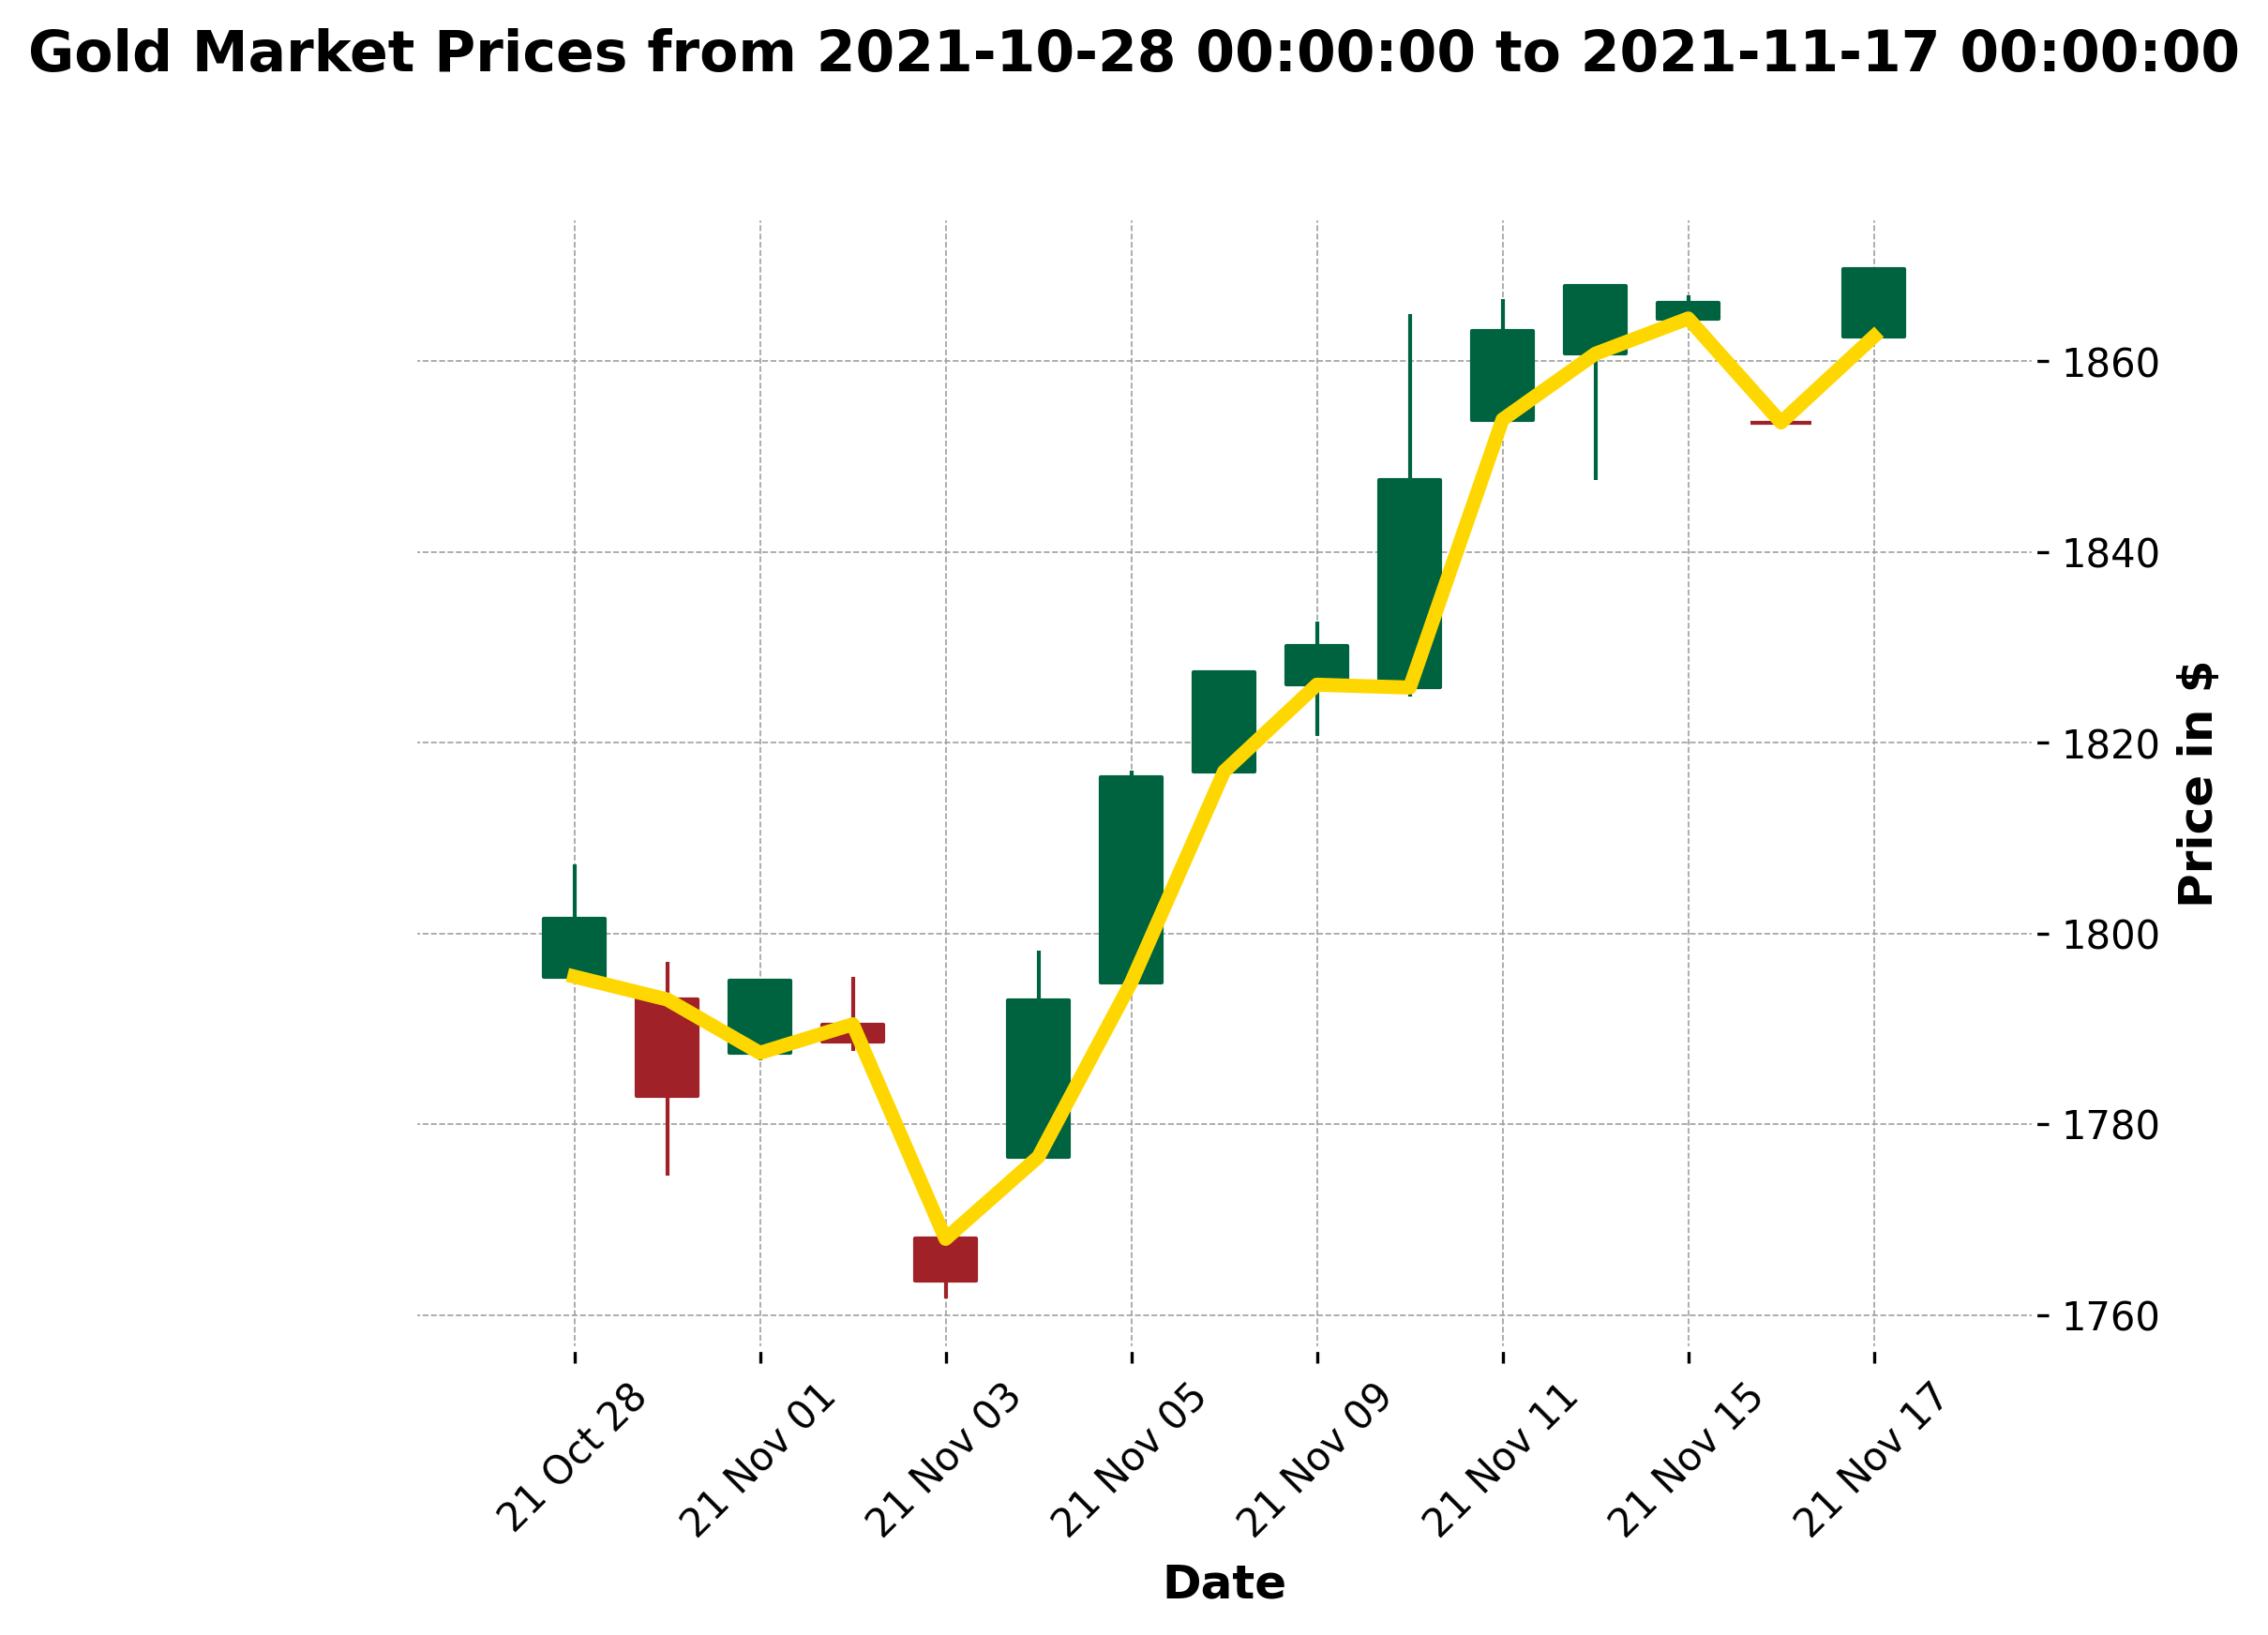 Gold Market Prices from 2021-10-28 00:00:00 to 2021-11-17 00:00:00
1860
1840
1820
1800
1780
1760
Price in $
21 Oct 28
21 Nov 01
21 Nov 03
21 Nov 05
21 Nov 09
21 Nov 11
21 Nov 15
21 Nov 17
Date